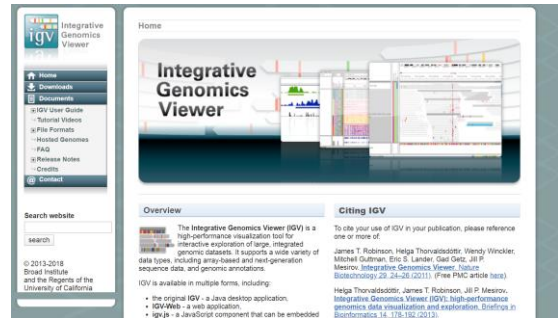 igv
Integrative
Genomics
Viewer
Home
Downloads
Documents
IGV User Guide
Tutorial Videos
File Formats
Hosted Genomes
FAQ
Release Notes
Credits
Contact
Search website
search
© 2013-2018
Broad Institute
and the Regents of the
University of California
Home
Integrative
Genomics
Viewer
Overview
The Integrative Genomics Viewer (IGV) is a
high-performance visualization tool for
interactive exploration of large, integrated
genomic datasets. It supports a wide variety of
data types, including array-based and next-generation
sequence data, and genomic annotations.
IGV is available in multiple forms, including:
the original IGV - a Java desktop application,
IGV-Web - a web application,
igv.js - a JavaScript component that can be embedded
Citing IGV
To cite your use of IGV in your publication, please reference
one or more of:
James T. Robinson, Helga Thorvaldsdóttir, Wendy Winckler,
Mitchell Guttman, Eric S. Lander, Gad Getz, Jill P.
Mesirov. Integrative Genomics Viewer. Nature
Biotechnology 29, 24–26 (2011). (Free PMC article here).
Helga Thorvaldsdóttir, James T. Robinson, Jill P. Mesirov.
Integrative Genomics Viewer (IGV): high-performance
genomics data visualization and exploration. Briefings in
Bioinformatics 14, 178-192 (2013).